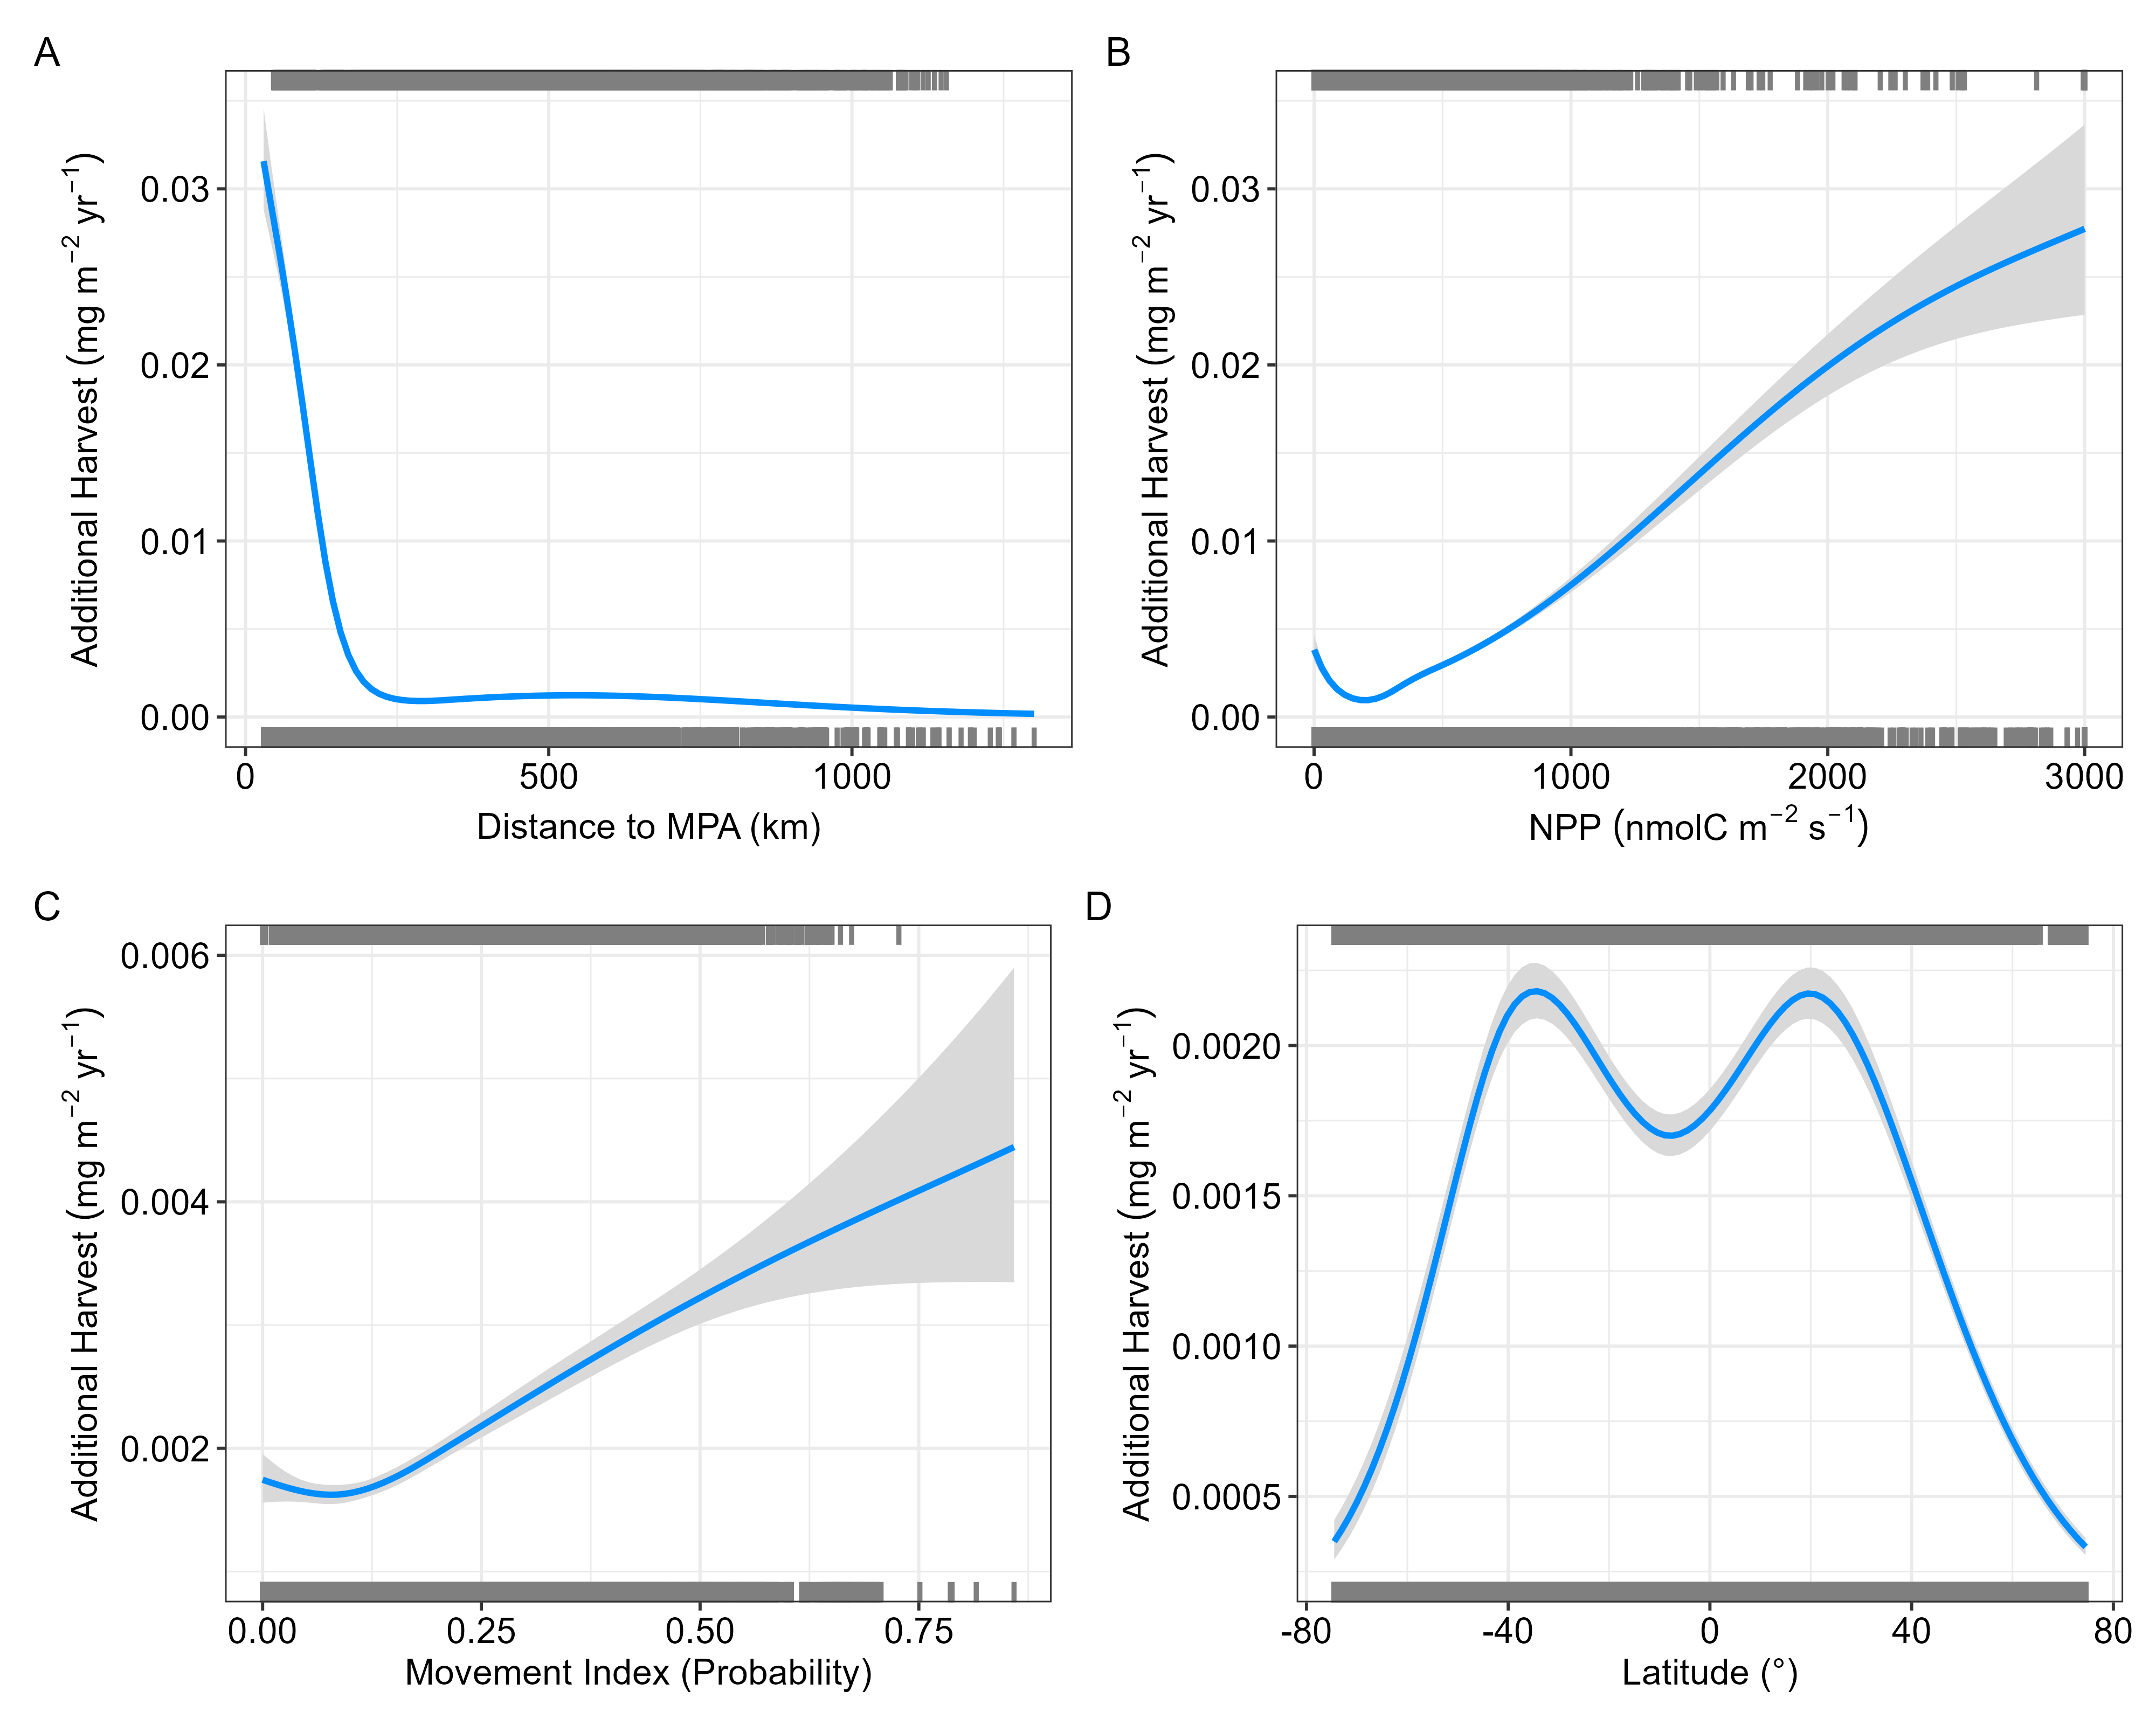 A
Additional Harvest (mg m⁻² yr⁻¹)
0.03
0.02
0.01
0.00
0 500 1000
Distance to MPA (km)
B
Additional Harvest (mg m⁻² yr⁻¹)
0.03
0.02
0.01
0.00
0 1000 2000 3000
NPP (nmolC m⁻² s⁻¹)
C
Additional Harvest (mg m⁻² yr⁻¹)
0.006
0.004
0.002
0.00 0.25 0.50 0.75
Movement Index (Probability)
D
Additional Harvest (mg m⁻² yr⁻¹)
0.0020
0.0015
0.0010
0.0005
-80 -40 0 40 80
Latitude (°)